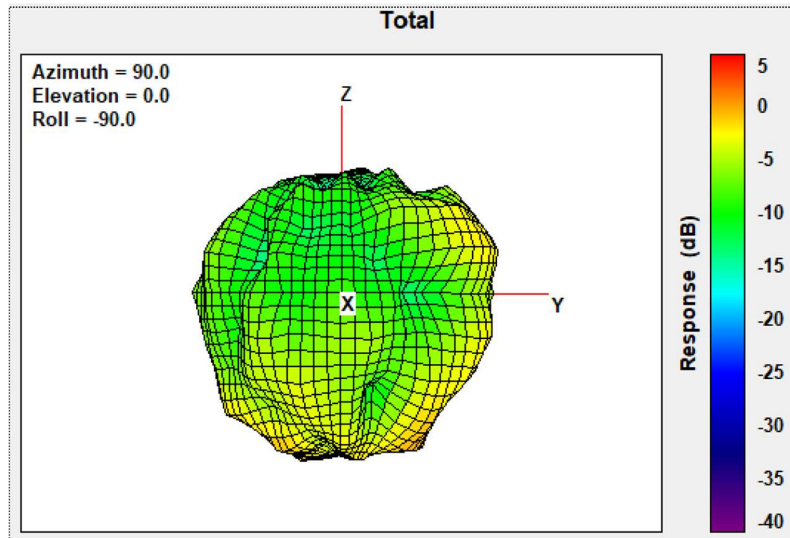 Total
Azimuth = 90.0
Elevation = 0.0
Roll = -90.0
Z
X
Y
Response (dB)
5
0
-5
-10
-15
-20
-25
-30
-35
-40